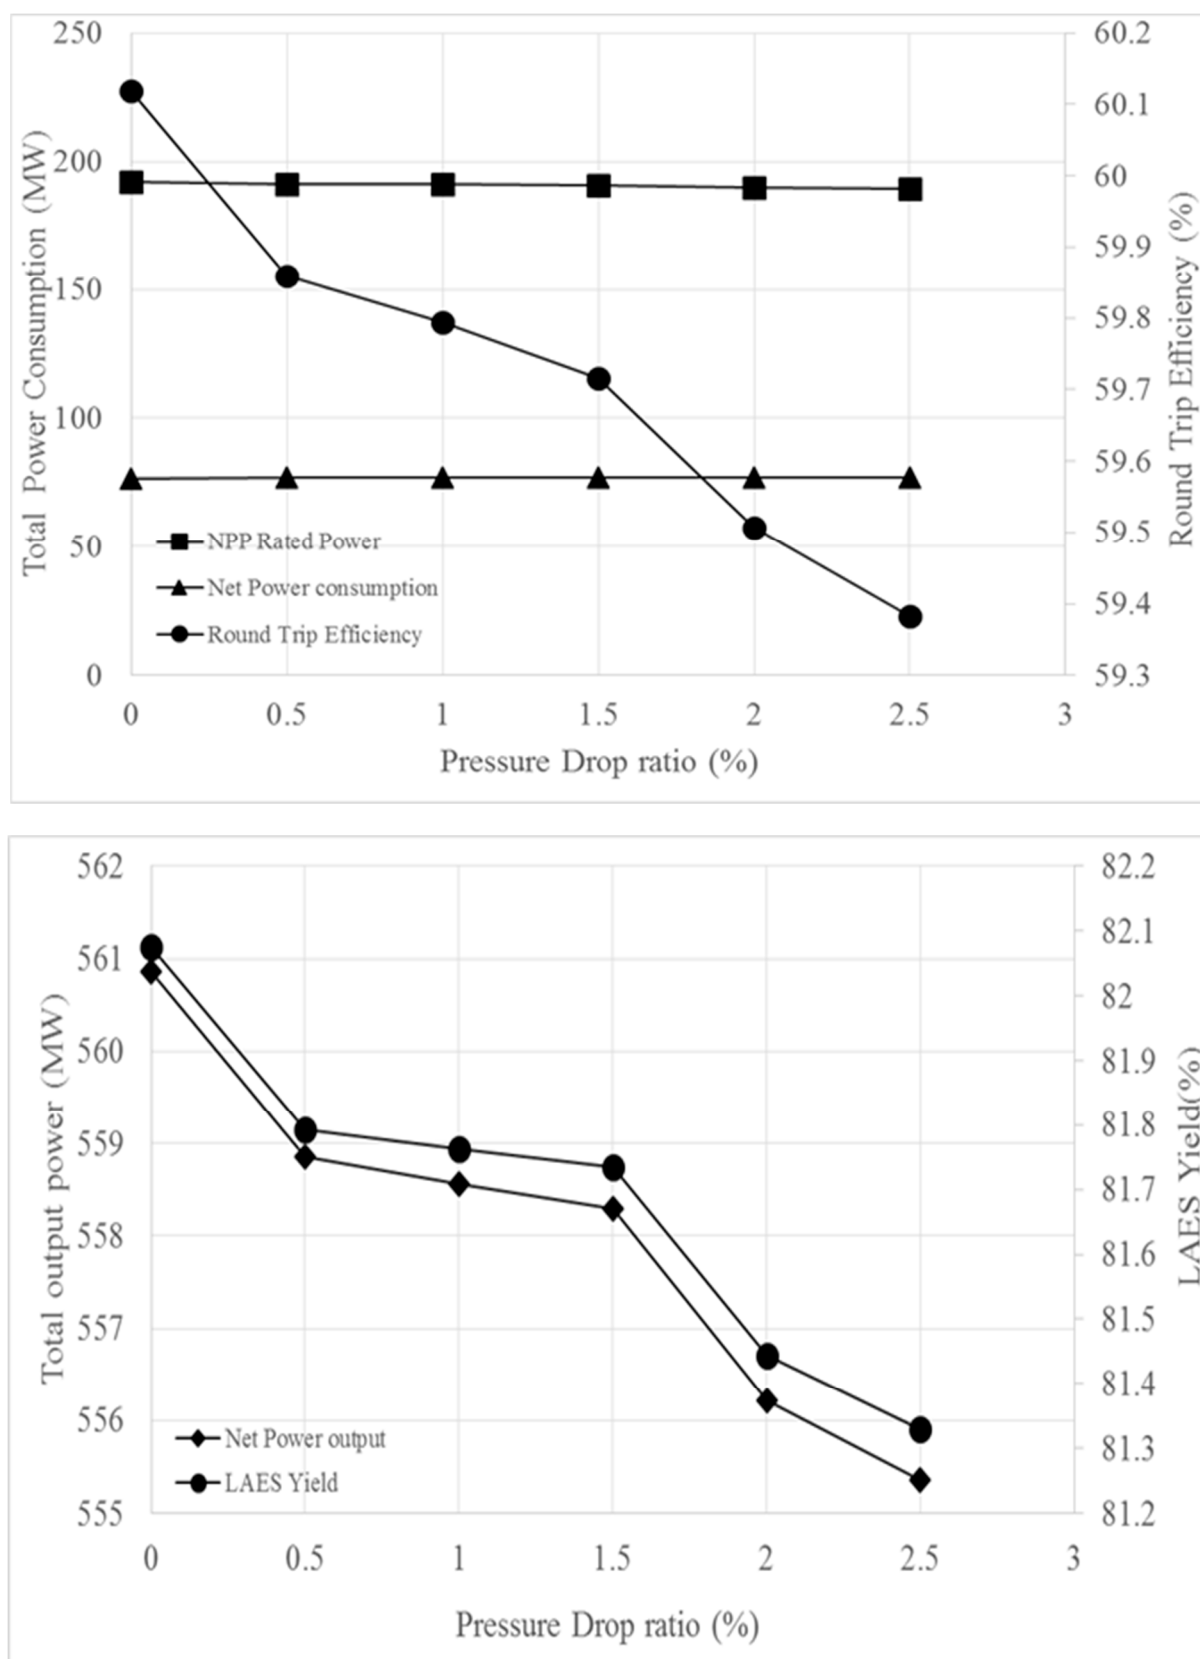 250
200
150
100
50
0
Total Power Consumption (MW)
60.2
60.1
60
59.9
59.8
59.7
59.6
59.5
59.4
59.3
Round Trip Efficiency (%)
NPP Rated Power
Net Power consumption
Round Trip Efficiency
0 0.5 1 1.5 2 2.5 3
Pressure Drop ratio (%)
562
561
560
559
558
557
556
555
Total output power (MW)
82.2
82.1
82
81.9
81.8
81.7
81.6
81.5
81.4
81.3
81.2
LAES Yield(%)
Net Power output
LAES Yield
0 0.5 1 1.5 2 2.5 3
Pressure Drop ratio (%)